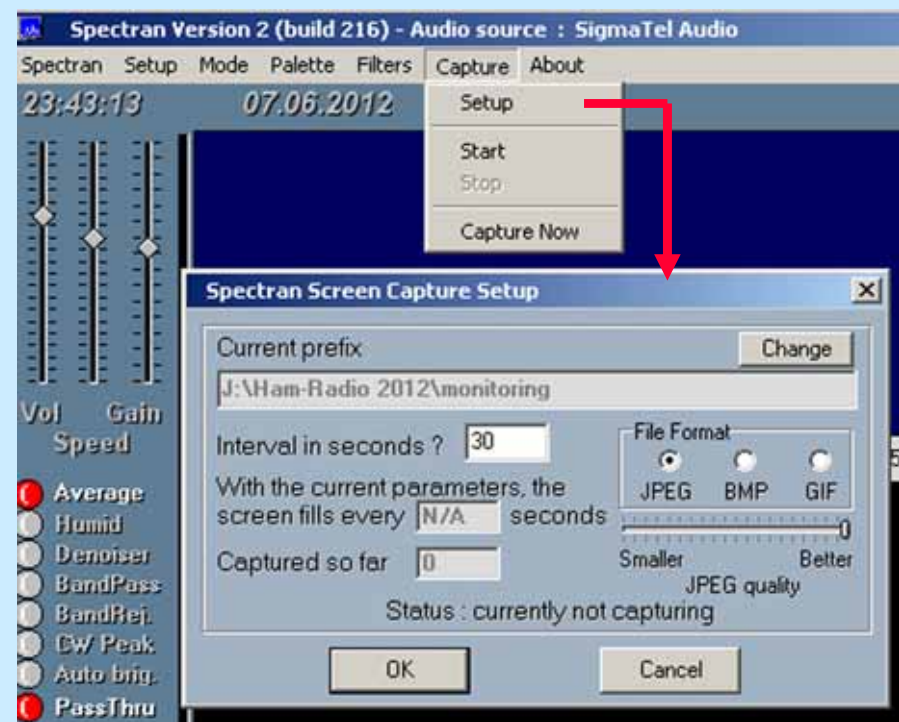 Spectran Version 2 (build 216) - Audio source : SigmaTel Audio
Spectran Setup Mode Palette Filters Capture About
23:43:13 07.06.2012
Setup
Start
Stop
Capture Now
Spectran Screen Capture Setup
Current prefix
Change
J:\Ham-Radio 2012\monitoring
Interval in seconds ? 30
File Format
JPEG BMP GIF
With the current parameters, the
screen fills every N/A seconds
Smaller Better
JPEG quality
Captured so far 0
Status : currently not capturing
OK Cancel
Vol Gain
Speed
Average
Humid
Denoiser
BandPass
BandRej.
CW Peak
Auto brig.
PassThru
5